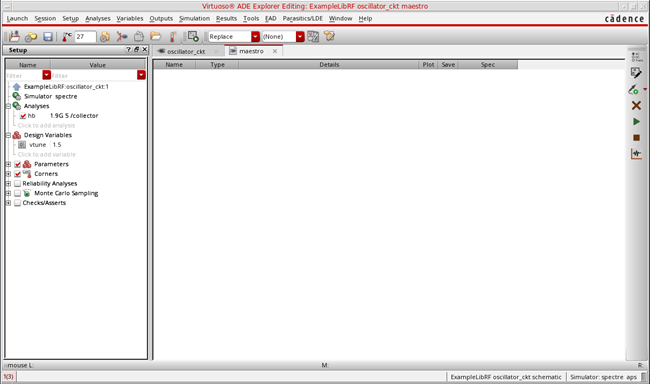 Virtuoso® ADE Explorer Editing: ExampleLibRF oscillator_ckt maestro
Launch Session Setup Analyses Variables Outputs Simulation Results Tools EAD Parasitics/LDE Window Help
cādence
27 Replace (None)
Setup
oscillator_ckt maestro
Name Value
Name Type Details Plot Save Spec
Filter Filter
ExampleLibRF:oscillator_ckt:1
Simulator spectre
Analyses
hb 1.9G 5 /collector
Click to add analysis
Design Variables
vtune 1.5
Click to add variable
Parameters
Corners
Reliability Analyses
Monte Carlo Sampling
Checks/Asserts
mouse L: M: R:
1(3)
ExampleLibRF oscillator_ckt schematic Simulator: spectre aps